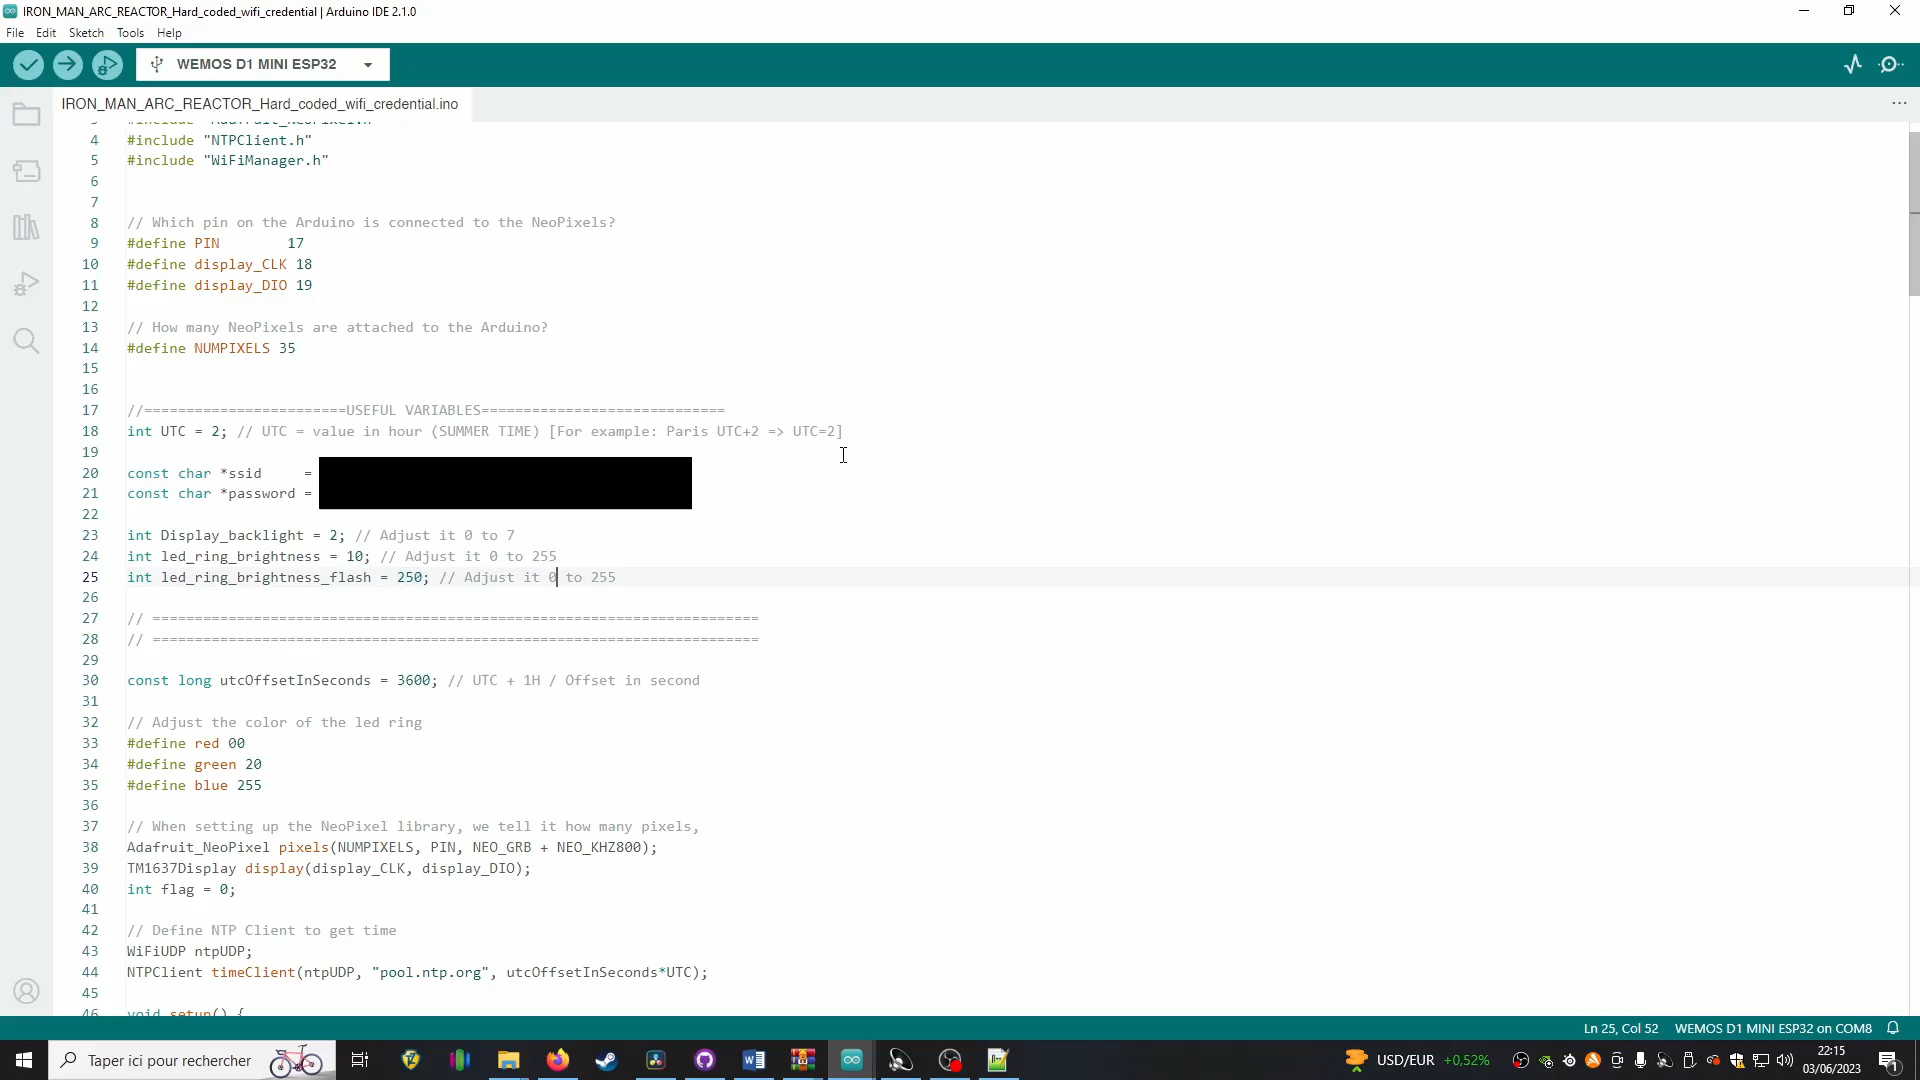 IRON_MAN_ARC_REACTOR_Hard_coded_wifi_credential | Arduino IDE 2.1.0
File Edit Sketch Tools Help
WEMOS D1 MINI ESP32
IRON_MAN_ARC_REACTOR_Hard_coded_wifi_credential.ino
4 #include "NTPClient.h"
5 #include "WiFiManager.h"
6
7
8 // Which pin on the Arduino is connected to the NeoPixels?
9 #define PIN        17
10 #define display_CLK 18
11 #define display_DIO 19
12
13 // How many NeoPixels are attached to the Arduino?
14 #define NUMPIXELS 35
15
16
17 //========================USEFUL VARIABLES=============================
18 int UTC = 2; // UTC = value in hour (SUMMER TIME) [For example: Paris UTC+2 => UTC=2]
19
20 const char *ssid     =
21 const char *password =
22
23 int Display_backlight = 2; // Adjust it 0 to 7
24 int led_ring_brightness = 10; // Adjust it 0 to 255
25 int led_ring_brightness_flash = 250; // Adjust it 0 to 255
26
27 // ========================================================================
28 // ========================================================================
29
30 const long utcOffsetInSeconds = 3600; // UTC + 1H / Offset in second
31
32 // Adjust the color of the led ring
33 #define red 00
34 #define green 20
35 #define blue 255
36
37 // When setting up the NeoPixel library, we tell it how many pixels,
38 Adafruit_NeoPixel pixels(NUMPIXELS, PIN, NEO_GRB + NEO_KHZ800);
39 TM1637Display display(display_CLK, display_DIO);
40 int flag = 0;
41
42 // Define NTP Client to get time
43 WiFiUDP ntpUDP;
44 NTPClient timeClient(ntpUDP, "pool.ntp.org", utcOffsetInSeconds*UTC);
45
46 void setup() {
Ln 25, Col 52 WEMOS D1 MINI ESP32 on COM8
Taper ici pour rechercher
USD/EUR +0,52%
22:15
03/06/2023
1